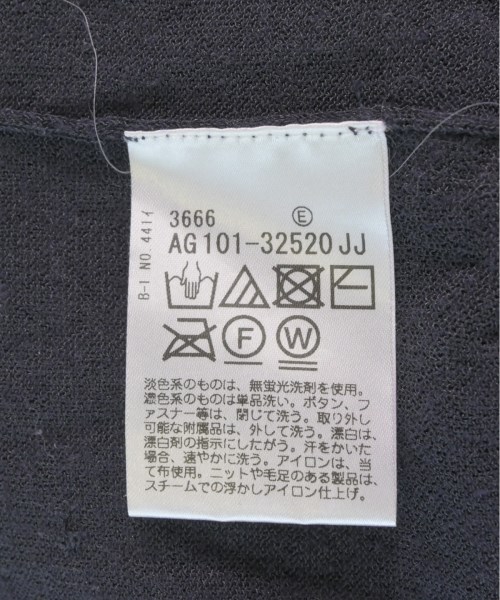 3666 Ⓔ
AG101-32520 JJ
B-1 NO.441イ
F W
淡色系のものは、無蛍光洗剤を使用。
濃色系のものは単品洗い。ボタン、フ
ァスナー等は、閉じて洗う。取り外し
可能な附属品は、外して洗う。漂白は、
漂白剤の指示にしたがう。汗をかいた
場合、速やかに洗う。アイロンは、当
て布使用。ニットや毛足のある製品は、
スチームでの浮かしアイロン仕上げ。